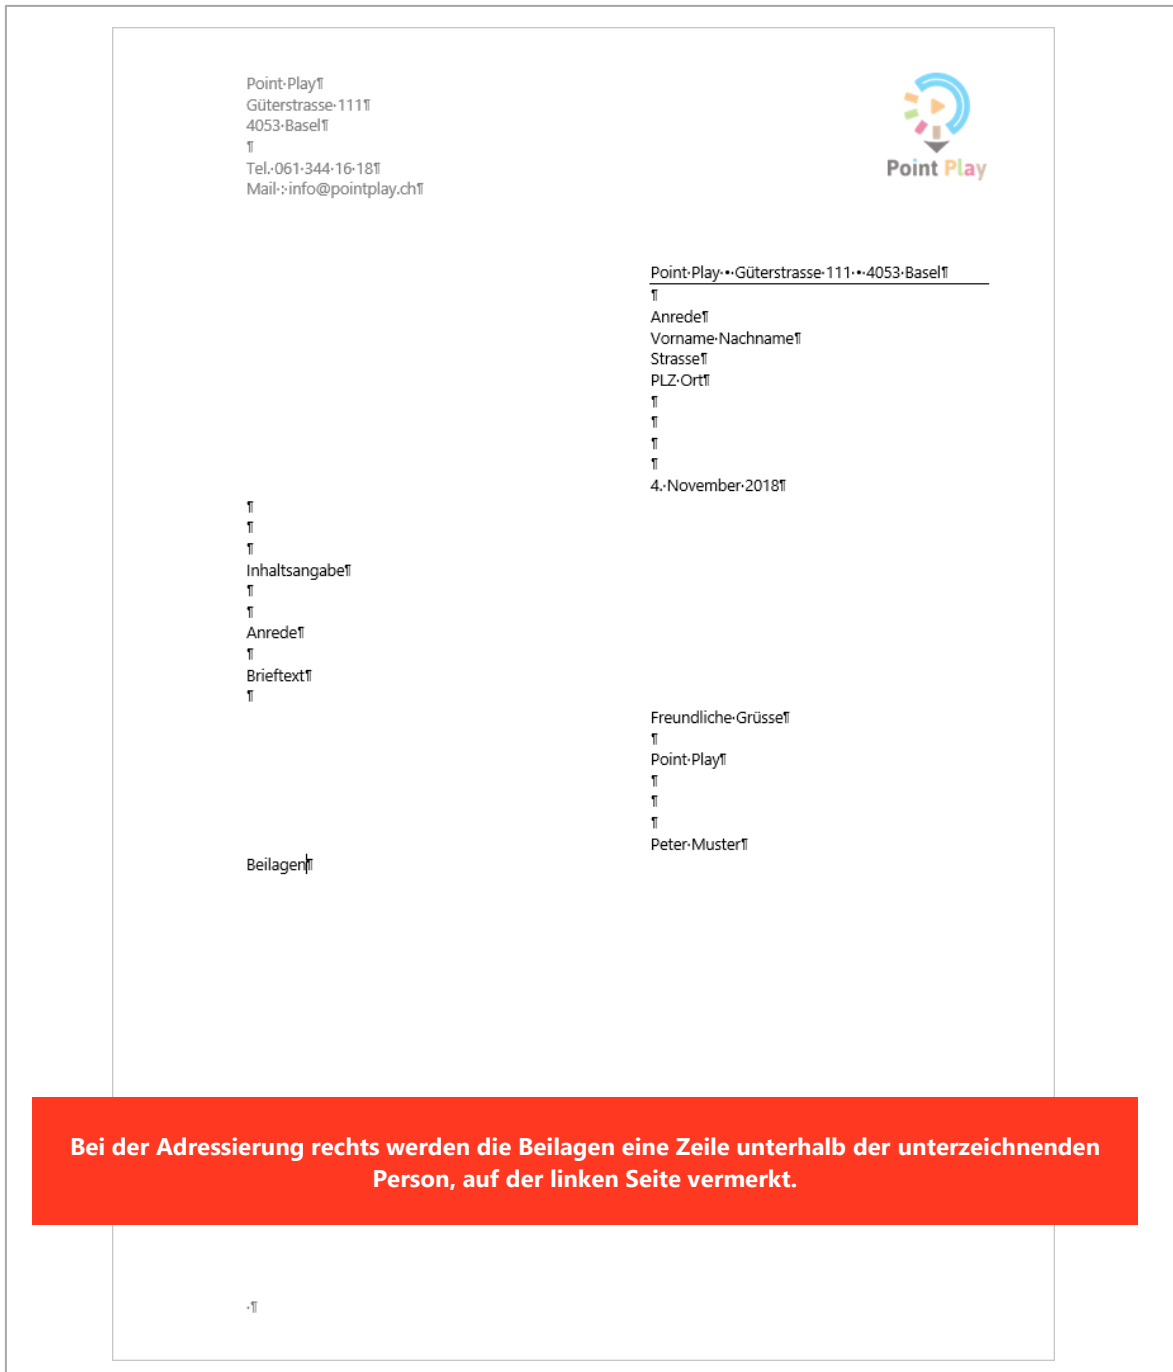 Point·Play¶
Güterstrasse·111¶
4053·Basel¶
¶
Tel.·061·344·16·18¶
Mail·:·info@pointplay.ch¶
Point Play
Point·Play·•·Güterstrasse·111·•·4053·Basel¶
¶
Anrede¶
Vorname·Nachname¶
Strasse¶
PLZ·Ort¶
¶
¶
¶
¶
4.·November·2018¶
¶
¶
¶
Inhaltsangabe¶
¶
¶
Anrede¶
¶
Brieftext¶
¶
Freundliche·Grüsse¶
¶
Point·Play¶
¶
¶
¶
Peter·Muster¶
Beilagen¶
Bei der Adressierung rechts werden die Beilagen eine Zeile unterhalb der unterzeichnenden
Person, auf der linken Seite vermerkt.
·¶